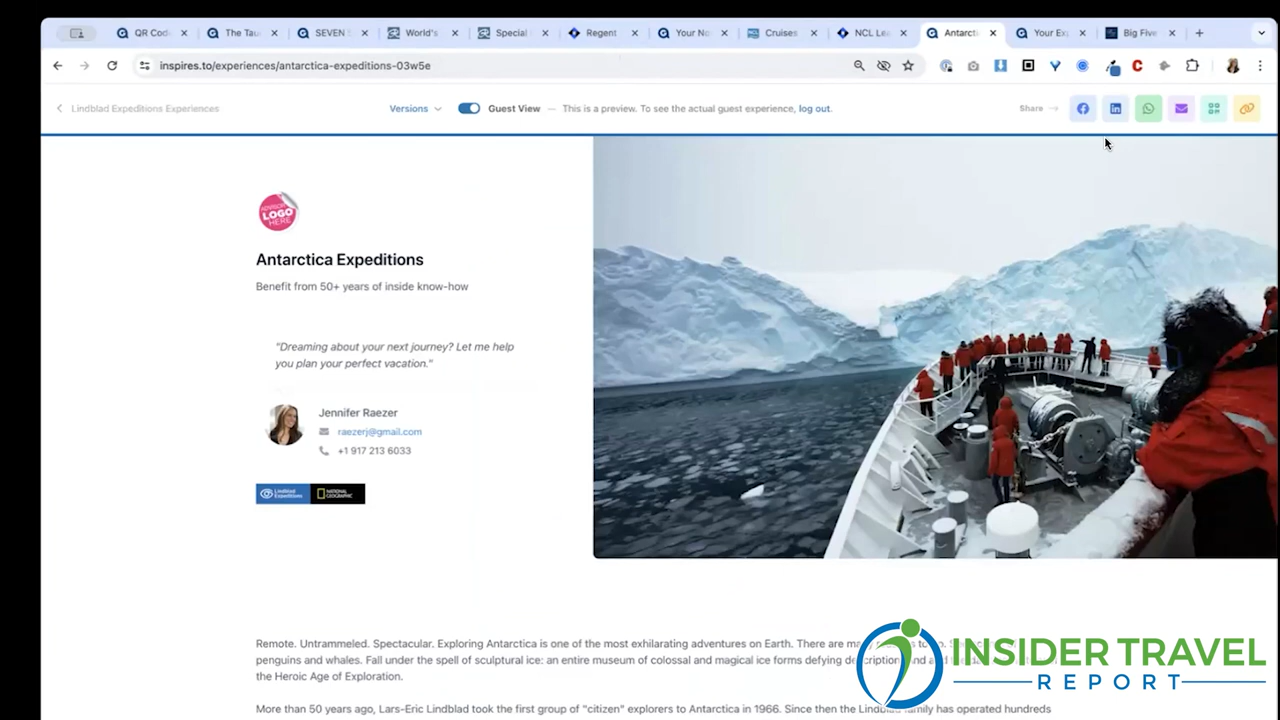 QR Cod
The Tau
SEVEN
World's
Special
Regent
Your No
Cruises
NCL Le
Antarcti
Your Ex
Big Five
inspires.to/experiences/antarctica-expeditions-03w5e
Lindblad Expeditions Experiences
Versions
Guest View — This is a preview. To see the actual guest experience, log out.
Share
ADVISOR
LOGO
HERE
Antarctica Expeditions
Benefit from 50+ years of inside know-how
"Dreaming about your next journey? Let me help
you plan your perfect vacation."
Jennifer Raezer
raezerj@gmail.com
+1 917 213 6033
Lindblad
Expeditions
NATIONAL
GEOGRAPHIC
Remote. Untrammeled. Spectacular. Exploring Antarctica is one of the most exhilarating adventures on Earth. There are
penguins and whales. Fall under the spell of sculptural ice: an entire museum of colossal and magical ice forms defying
the Heroic Age of Exploration.
More than 50 years ago, Lars-Eric Lindblad took the first group of "citizen" explorers to Antarctica in 1966. Since then the Lindblad family has operated hundreds
INSIDER TRAVEL
REPORT